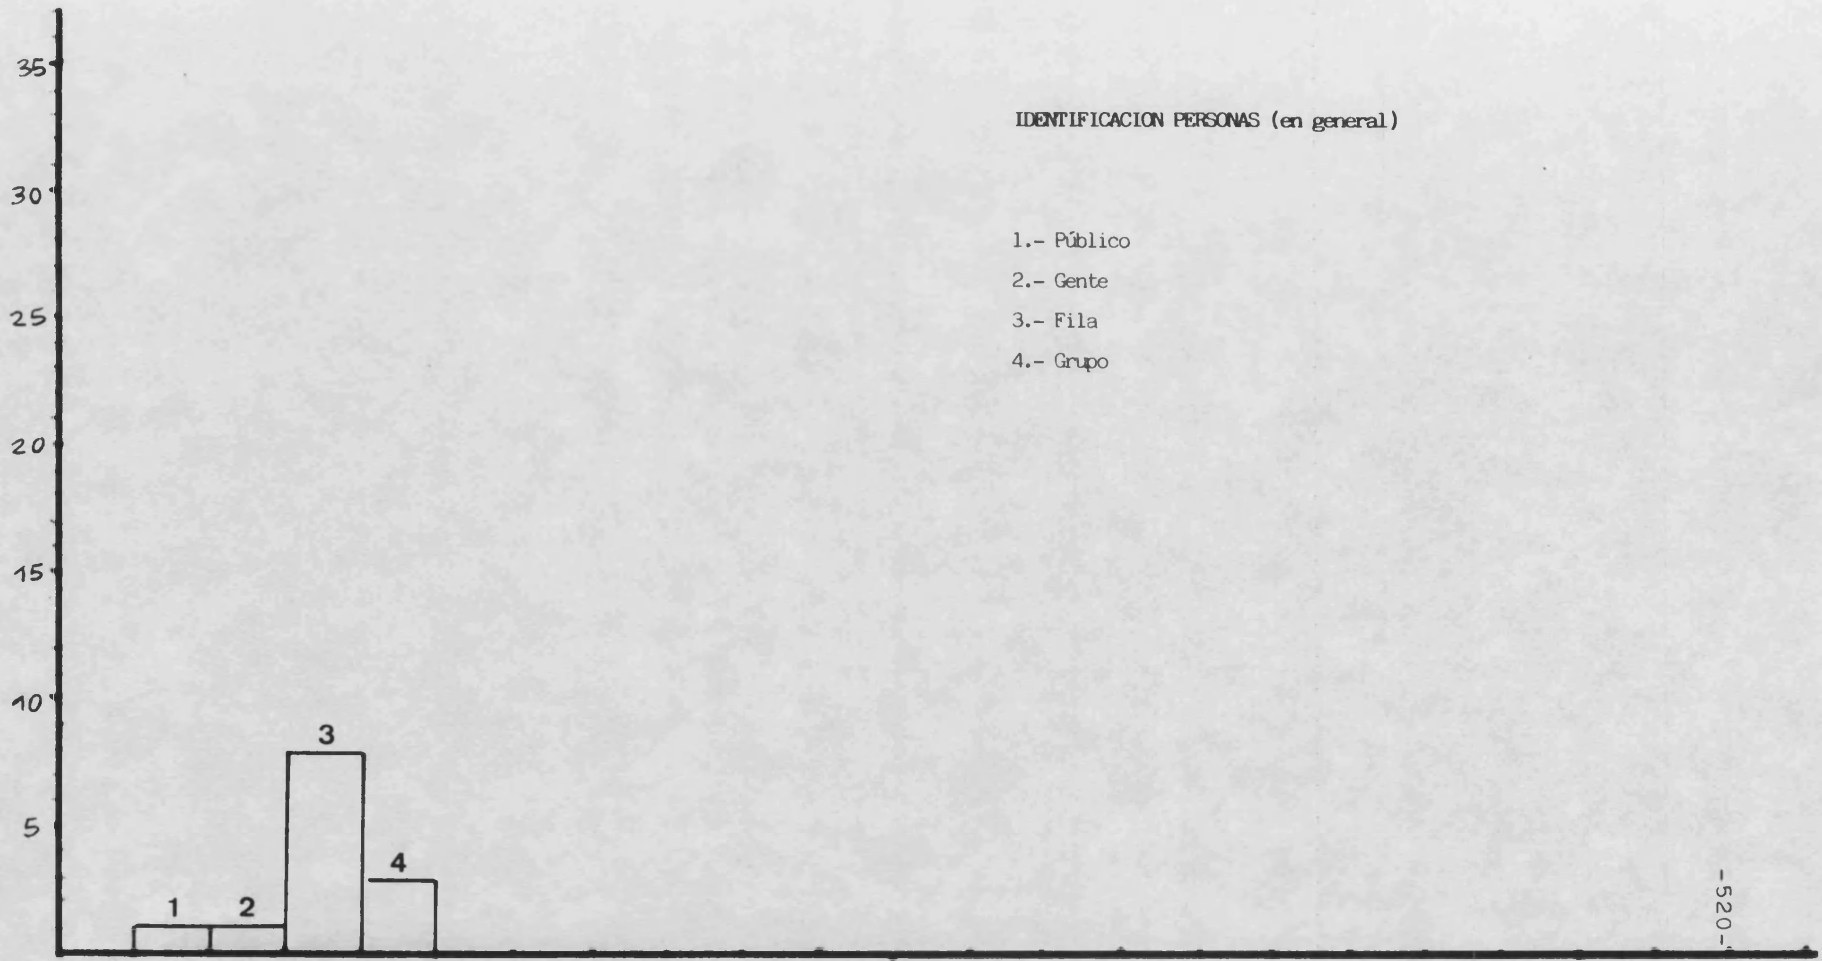 IDENTIFICACION PERSONAS (en general)
1.- Público
2.- Gente
3.- Fila
4.- Grupo
35
30
25
20
15
10
5
1
2
3
4
-520-